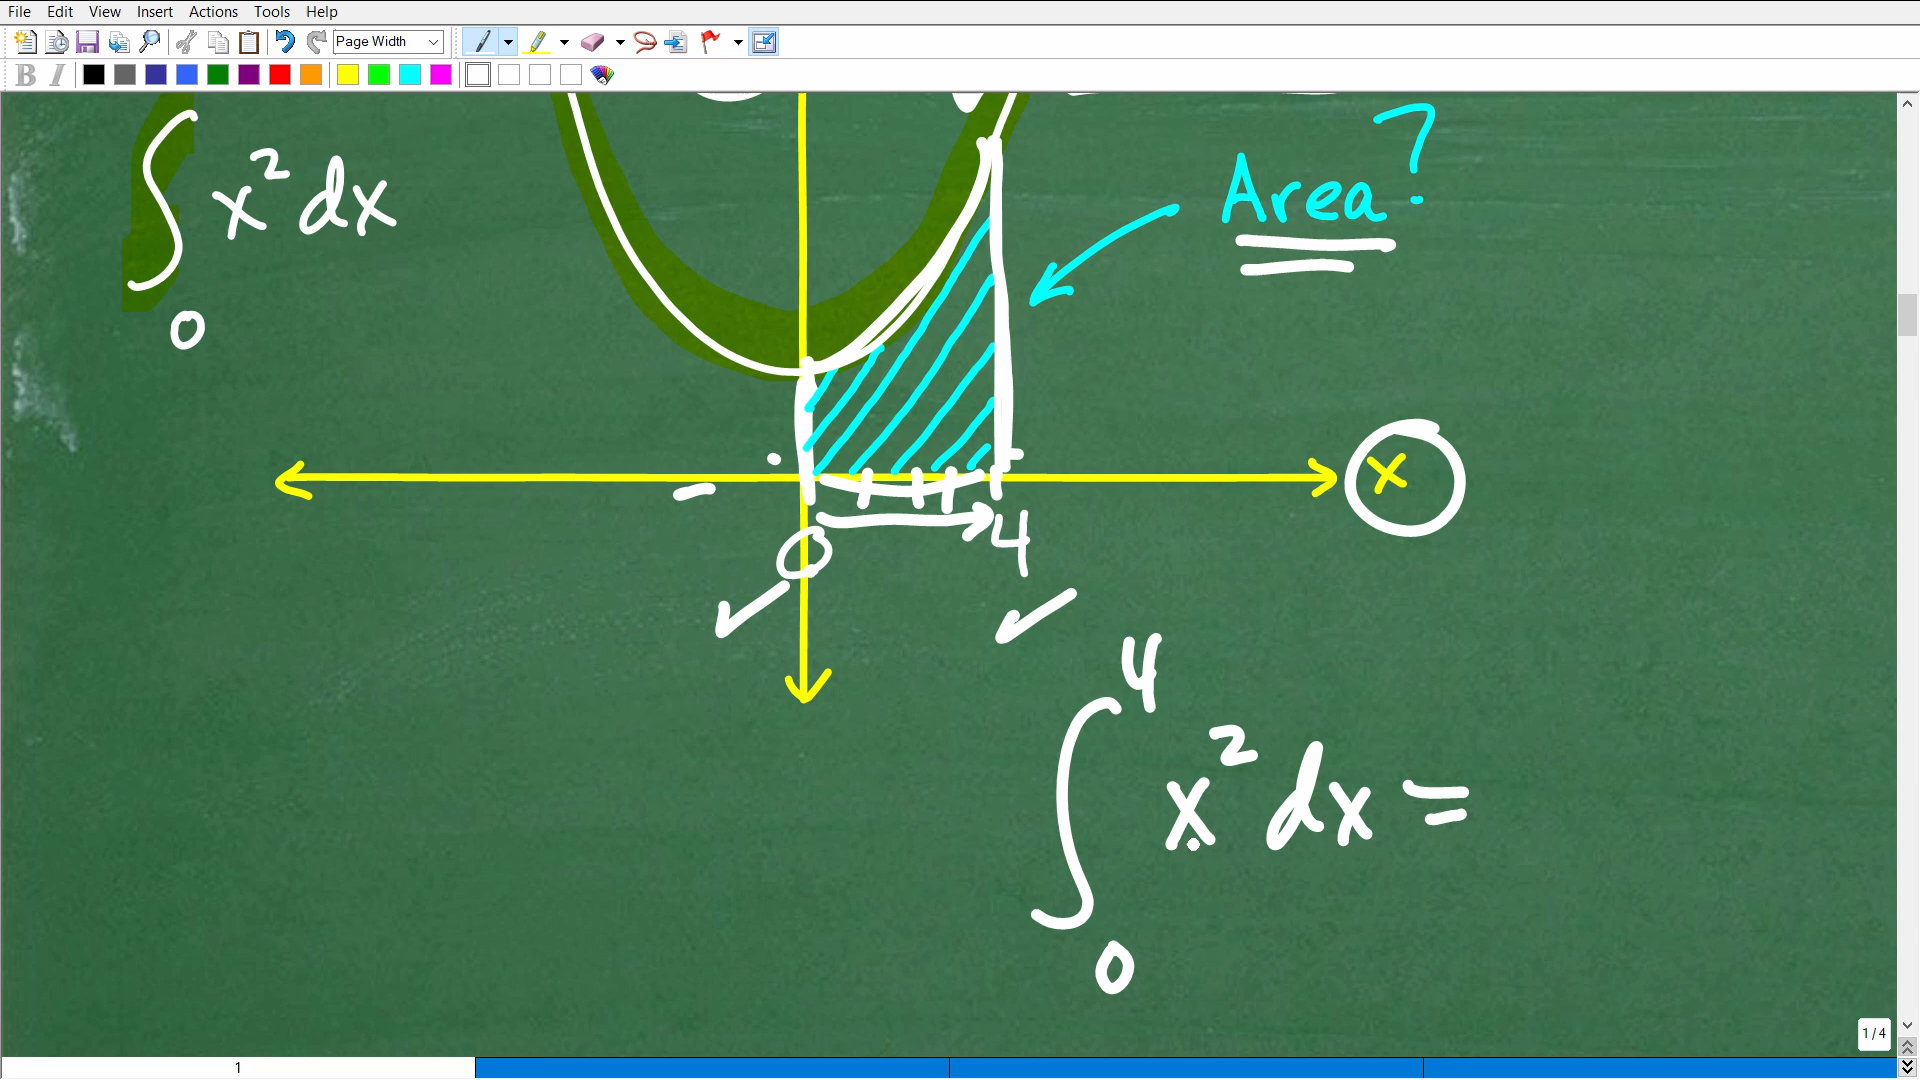 File Edit View Insert Actions Tools Help
Page Width
B I
∫ x² dx
0
Area?
x
0 4
4
∫ x² dx =
0
1 / 4
1